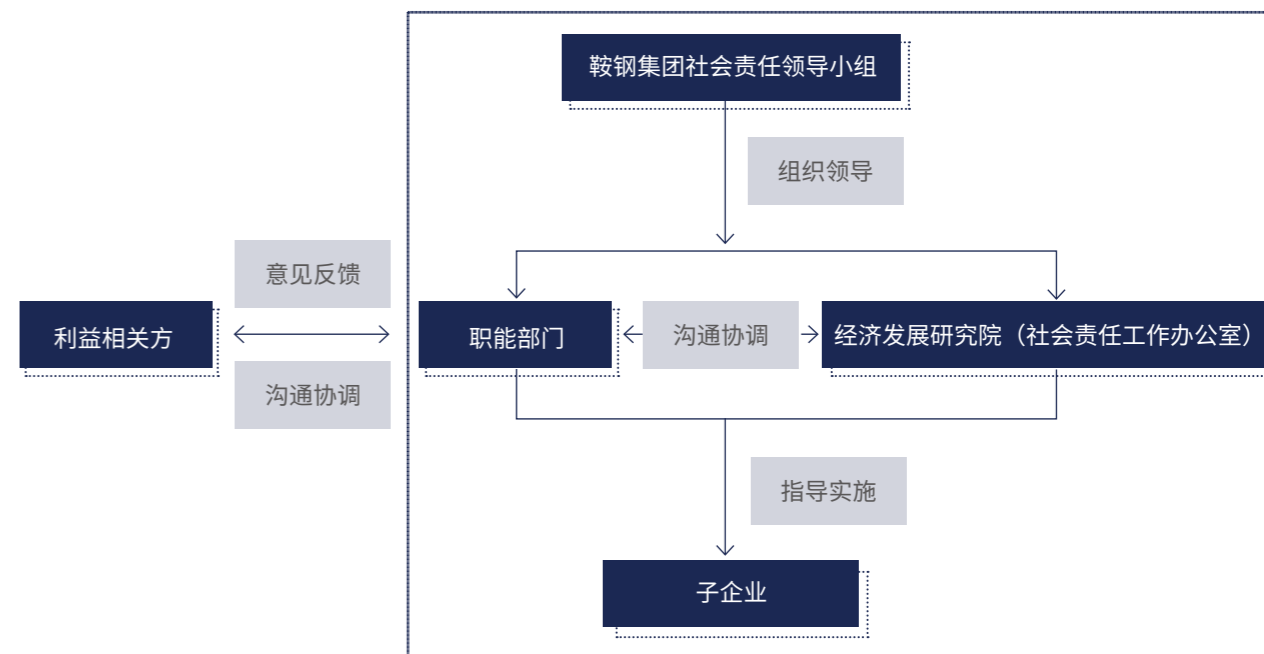 鞍钢集团社会责任领导小组
组织领导
意见反馈
利益相关方
职能部门
沟通协调
经济发展研究院（社会责任工作办公室）
沟通协调
指导实施
子企业